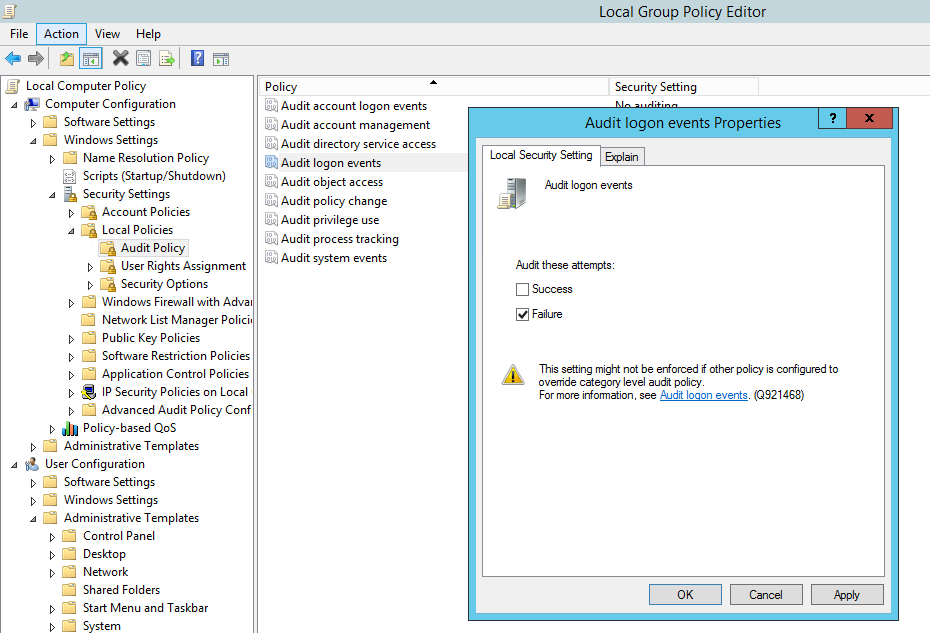 Local Group Policy Editor
File Action View Help
Local Computer Policy
Computer Configuration
Software Settings
Windows Settings
Name Resolution Policy
Scripts (Startup/Shutdown)
Security Settings
Account Policies
Local Policies
Audit Policy
User Rights Assignment
Security Options
Windows Firewall with Advan
Network List Manager Policie
Public Key Policies
Software Restriction Policies
Application Control Policies
IP Security Policies on Local
Advanced Audit Policy Conf
Policy-based QoS
Administrative Templates
User Configuration
Software Settings
Windows Settings
Administrative Templates
Control Panel
Desktop
Network
Shared Folders
Start Menu and Taskbar
System
Policy Security Setting
Audit account logon events No auditing
Audit account management
Audit directory service access
Audit logon events
Audit object access
Audit policy change
Audit privilege use
Audit process tracking
Audit system events
Audit logon events Properties
? x
Local Security Setting Explain
Audit logon events
Audit these attempts:
Success
Failure
This setting might not be enforced if other policy is configured to
override category level audit policy.
For more information, see Audit logon events. (Q921468)
OK Cancel Apply